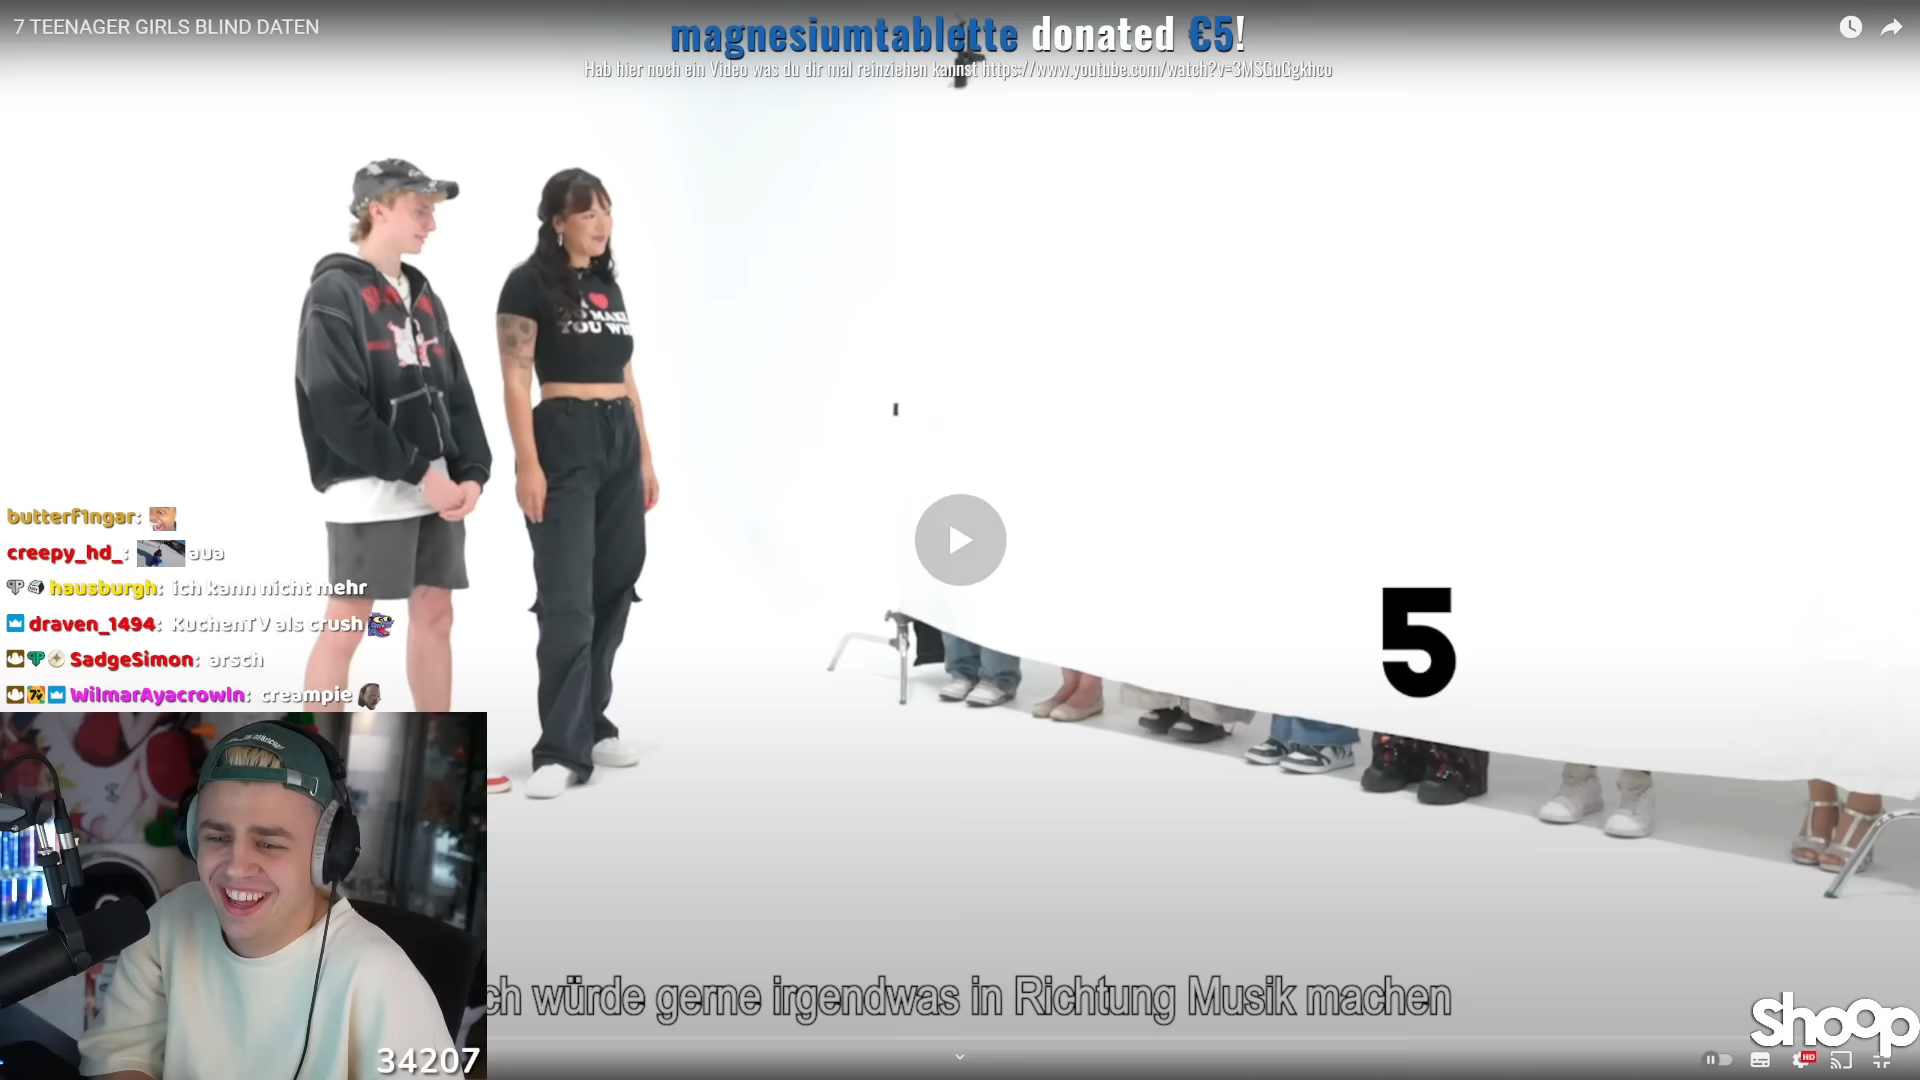 7 TEENAGER GIRLS BLIND DATEN
magnesiumtablette donated €5!
Hab hier noch ein Video was du dir mal reinziehen kannst https://www.youtube.com/watch?v=3MSGuGgkhco
butterf1ngar:
creepy_hd_: aua
hausburgh: ich kann nicht mehr
draven_1494: KuchenTV als crush
SadgeSimon: arsch
WilmarAyacrowln: creampie
5
ch würde gerne irgendwas in Richtung Musik machen
34207
shoop
HD